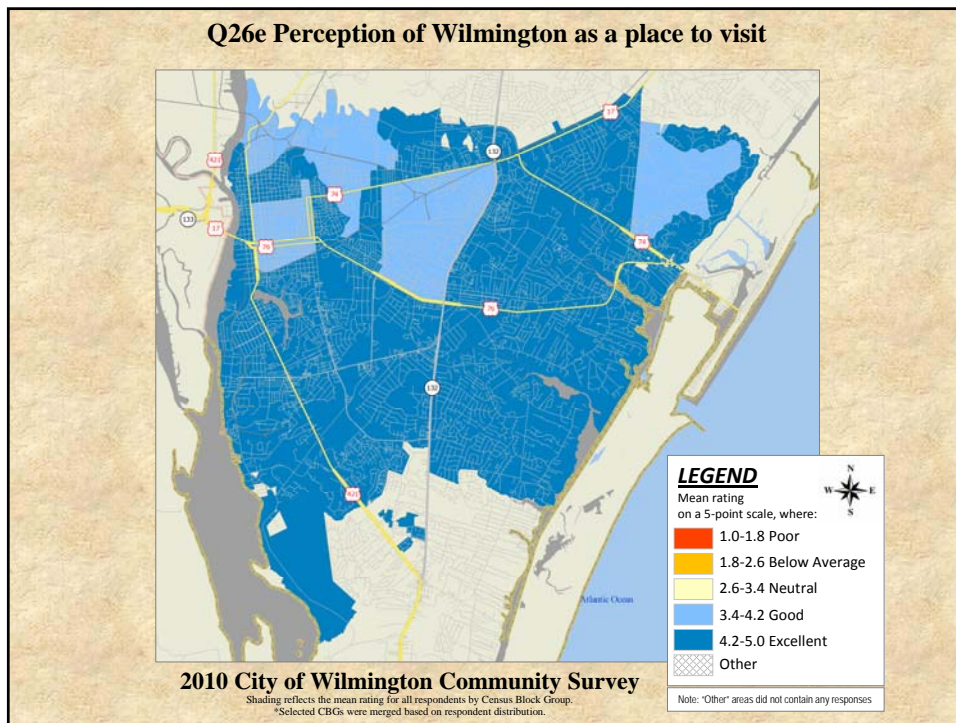 Q26e Perception of Wilmington as a place to visit
17
132
421
74
133
17
76
74
76
132
421
Atlantic Ocean
LEGEND
N
W E
S
Mean rating
on a 5-point scale, where:
1.0-1.8 Poor
1.8-2.6 Below Average
2.6-3.4 Neutral
3.4-4.2 Good
4.2-5.0 Excellent
Other
Note: "Other" areas did not contain any responses
2010 City of Wilmington Community Survey
Shading reflects the mean rating for all respondents by Census Block Group.
*Selected CBGs were merged based on respondent distribution.